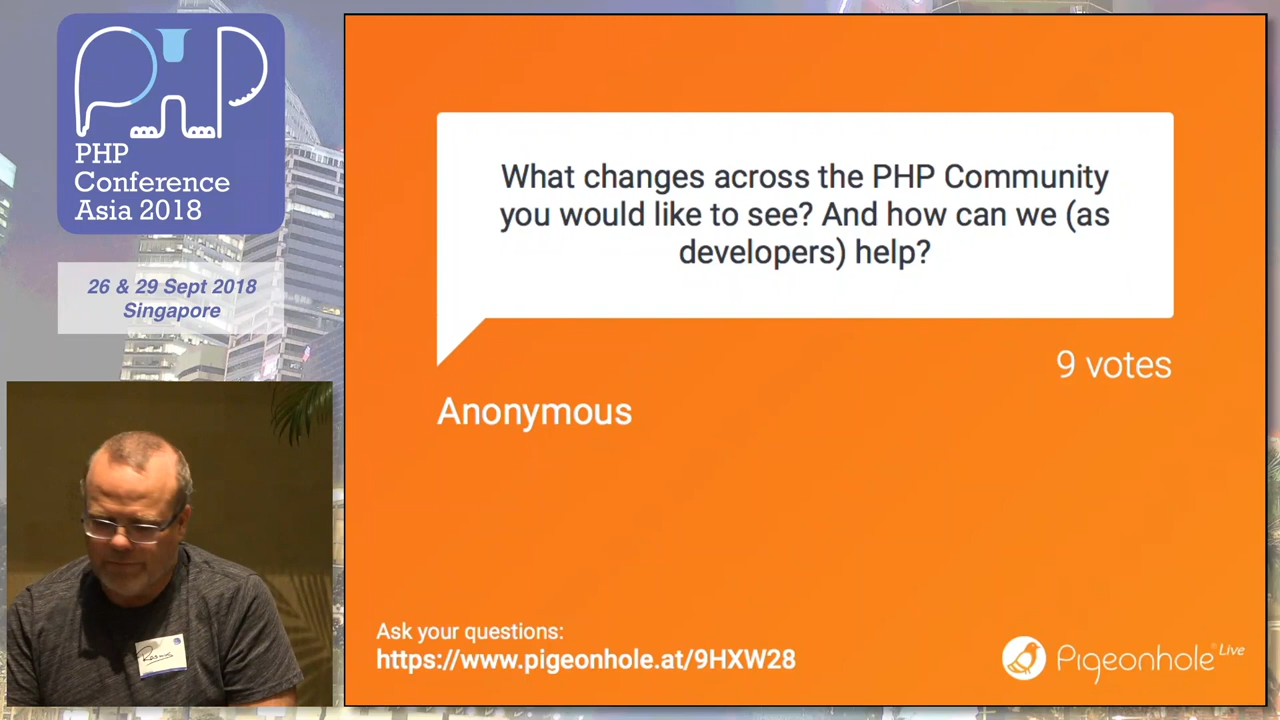 PHP
PHP
Conference
Asia 2018
26 & 29 Sept 2018
Singapore
Rasmus
What changes across the PHP Community
you would like to see? And how can we (as
developers) help?
9 votes
Anonymous
Ask your questions:
https://www.pigeonhole.at/9HXW28
Pigeonhole Live